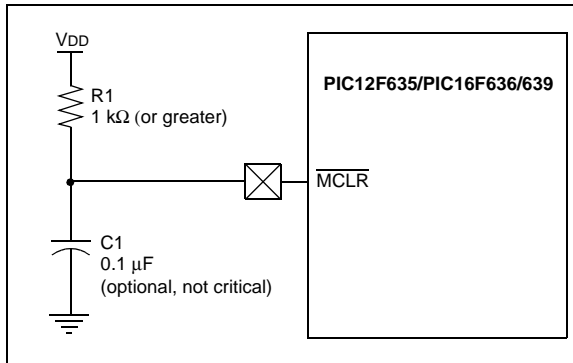 VDD
R1
1 kΩ (or greater)
PIC12F635/PIC16F636/639
MCLR
C1
0.1 μF
(optional, not critical)